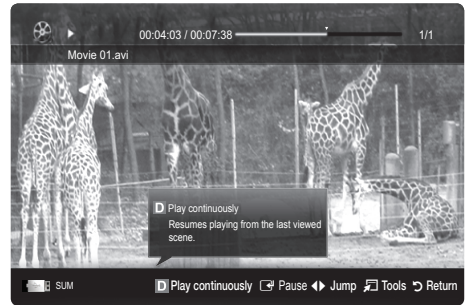 00:04:03 / 00:07:38
1/1
Movie 01.avi
D Play continuously
Resumes playing from the last viewed
scene.
SUM
D Play continuously Pause Jump Tools Return